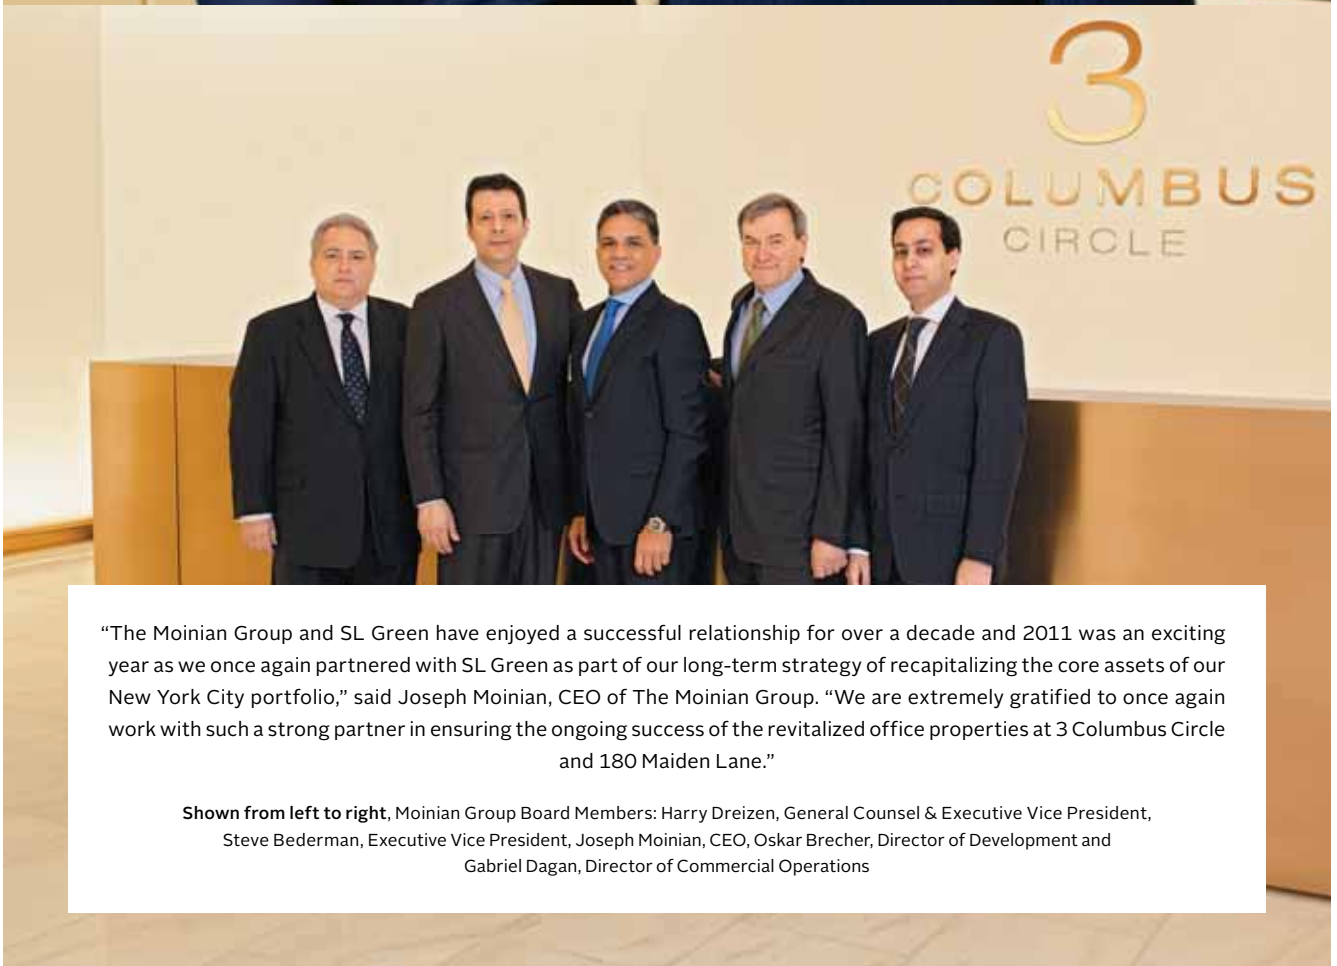 3
COLUMBUS
CIRCLE
“The Moinian Group and SL Green have enjoyed a successful relationship for over a decade and 2011 was an exciting
year as we once again partnered with SL Green as part of our long-term strategy of recapitalizing the core assets of our
New York City portfolio,” said Joseph Moinian, CEO of The Moinian Group. “We are extremely gratified to once again
work with such a strong partner in ensuring the ongoing success of the revitalized office properties at 3 Columbus Circle
and 180 Maiden Lane.”
Shown from left to right, Moinian Group Board Members: Harry Dreizen, General Counsel & Executive Vice President,
Steve Bederman, Executive Vice President, Joseph Moinian, CEO, Oskar Brecher, Director of Development and
Gabriel Dagan, Director of Commercial Operations